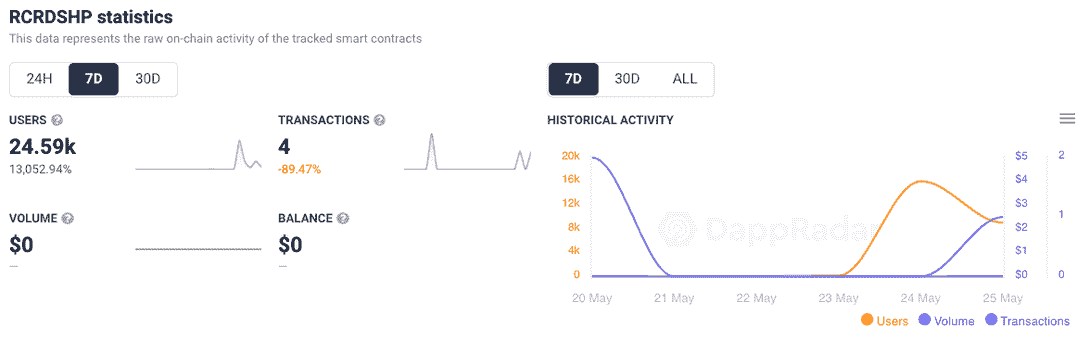 RCRDSHP statistics
This data represents the raw on-chain activity of the tracked smart contracts
24H 7D 30D
USERS ?
24.59k
13,052.94%
TRANSACTIONS ?
4
-89.47%
VOLUME ?
$0
—
BALANCE ?
$0
—
7D 30D ALL
HISTORICAL ACTIVITY
20k $5 2
16k $4
12k $3 1
8k $2
4k $1
0 $0 0
DappRadar
20 May 21 May 22 May 23 May 24 May 25 May
Users Volume Transactions